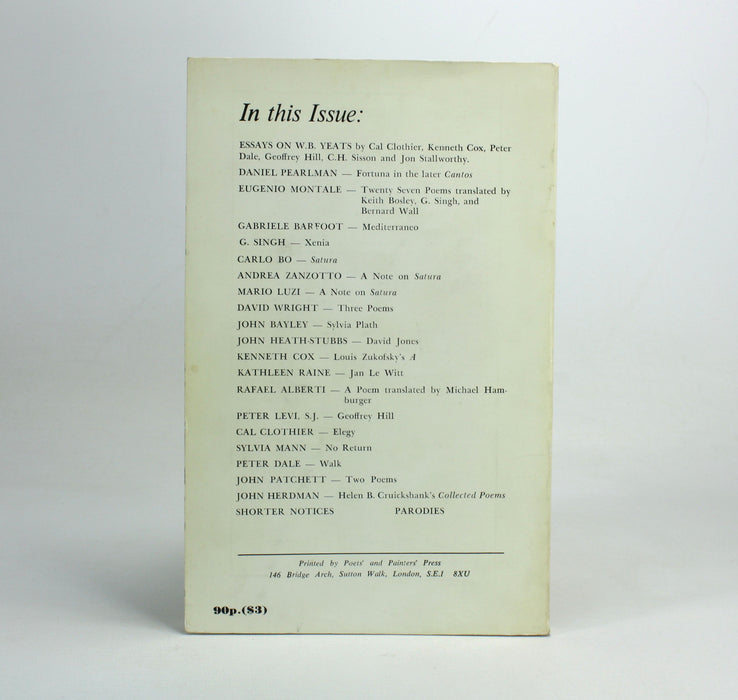 In this Issue:
ESSAYS ON W.B. YEATS by Cal Clothier, Kenneth Cox, Peter
Dale, Geoffrey Hill, C.H. Sisson and Jon Stallworthy.
DANIEL PEARLMAN — Fortuna in the later Cantos
EUGENIO MONTALE — Twenty Seven Poems translated by
Keith Bosley, G. Singh, and
Bernard Wall
GABRIELE BARFOOT — Mediterraneo
G. SINGH — Xenia
CARLO BO — Satura
ANDREA ZANZOTTO — A Note on Satura
MARIO LUZI — A Note on Satura
DAVID WRIGHT — Three Poems
JOHN BAYLEY — Sylvia Plath
JOHN HEATH-STUBBS — David Jones
KENNETH COX — Louis Zukofsky's A
KATHLEEN RAINE — Jan Le Witt
RAFAEL ALBERTI — A Poem translated by Michael Ham-
burger
PETER LEVI, S.J. — Geoffrey Hill
CAL CLOTHIER — Elegy
SYLVIA MANN — No Return
PETER DALE — Walk
JOHN PATCHETT — Two Poems
JOHN HERDMAN — Helen B. Cruickshank's Collected Poems
SHORTER NOTICES PARODIES
Printed by Poets' and Painters' Press
146 Bridge Arch, Sutton Walk, London, S.E.1 8XU
90p.($3)